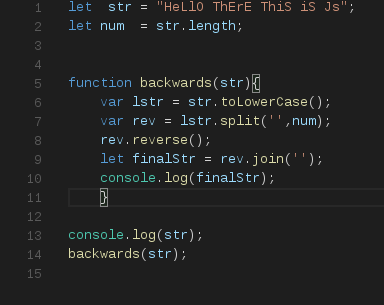 1 let  str = "HeLlO ThErE ThiS iS Js";
2 let num  = str.length;
3
4
5 function backwards(str){
6     var lstr = str.toLowerCase();
7     var rev = lstr.split('',num);
8     rev.reverse();
9     let finalStr = rev.join('');
10     console.log(finalStr);
11     }
12
13 console.log(str);
14 backwards(str);
15